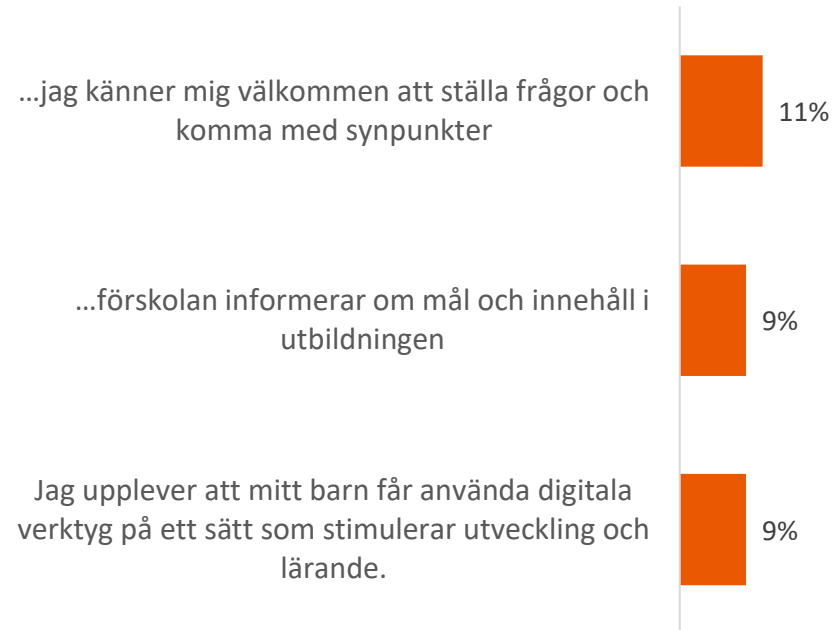 ...jag känner mig välkommen att ställa frågor och
komma med synpunkter
11%
...förskolan informerar om mål och innehåll i
utbildningen
9%
Jag upplever att mitt barn får använda digitala
verktyg på ett sätt som stimulerar utveckling och
lärande.
9%